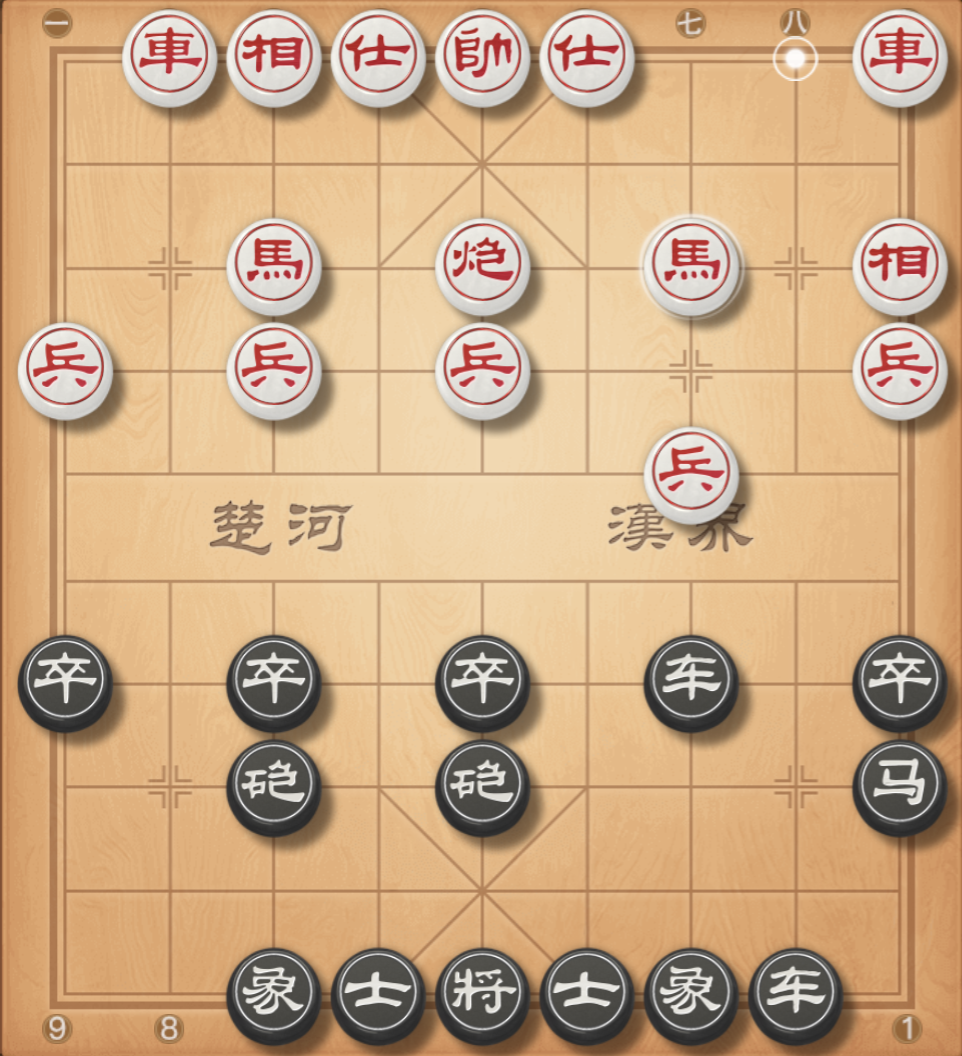 一 七 八
車 相 仕 帥 仕 車
馬 炮 馬 相
兵 兵 兵 兵
兵
楚河 漢界
卒 卒 卒 车 卒
砲 砲 马
象 士 将 士 象 车
9 8 1